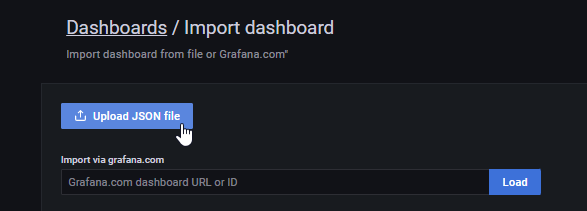 Dashboards / Import dashboard
Import dashboard from file or Grafana.com"
Upload JSON file
Import via grafana.com
Grafana.com dashboard URL or ID
Load